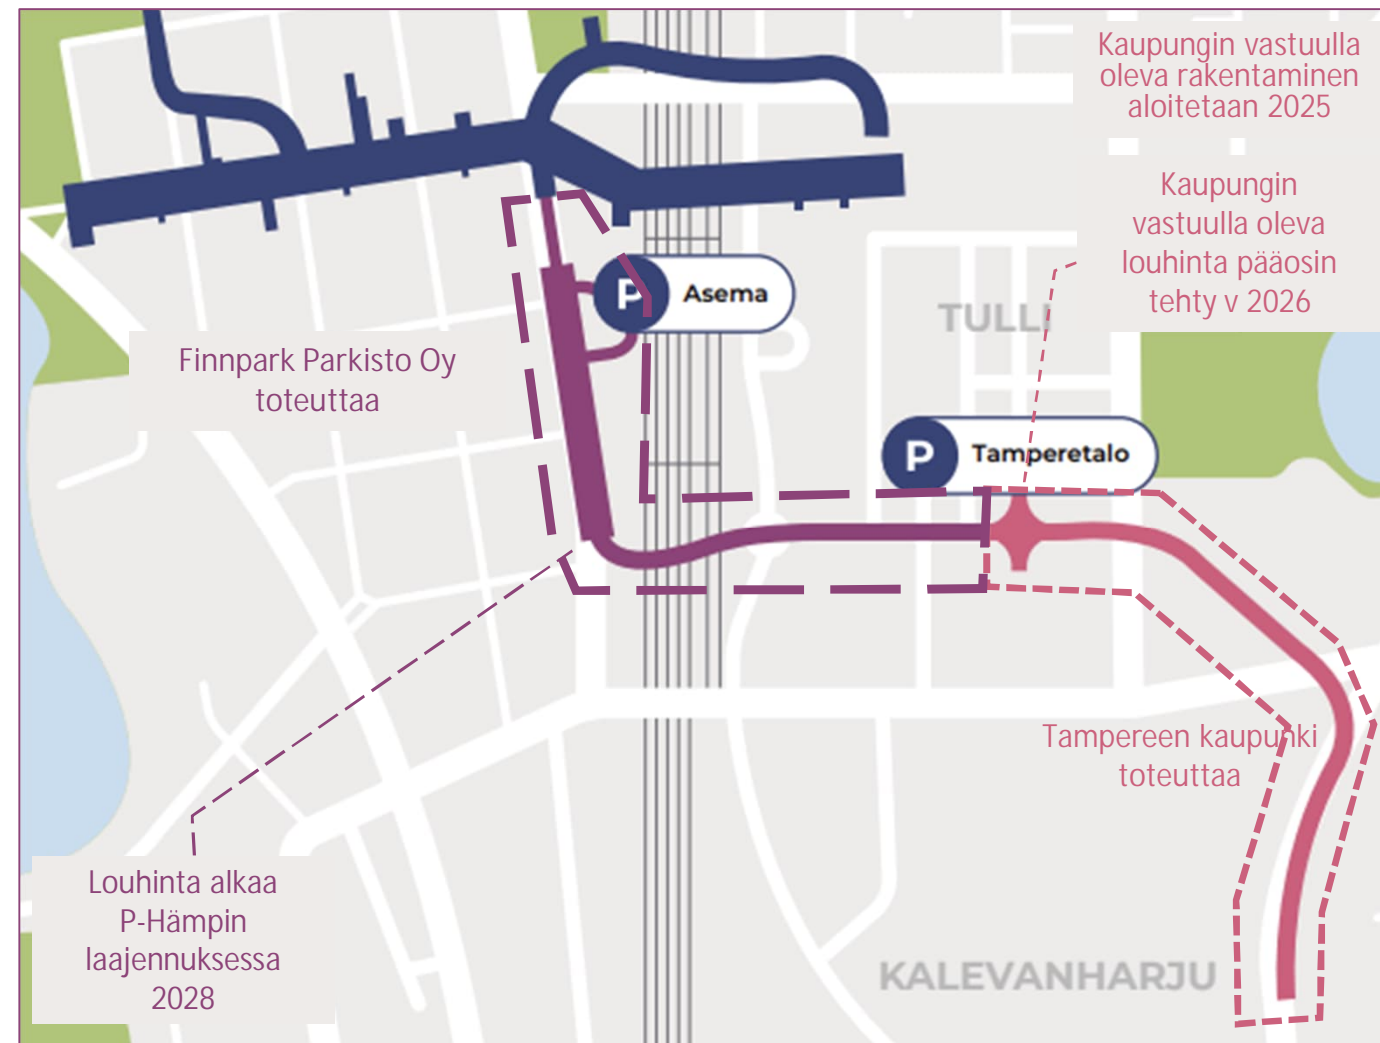 Kaupungin vastuulla
oleva rakentaminen
aloitetaan 2025
Kaupungin
vastuulla oleva
louhinta pääosin
tehty v 2026
P Asema
TULLI
Finnpark Parkisto Oy
toteuttaa
P Tamperetalo
Tampereen kaupunki
toteuttaa
Louhinta alkaa
P-Hämpin
laajennuksessa
2028
KALEVANHARJU